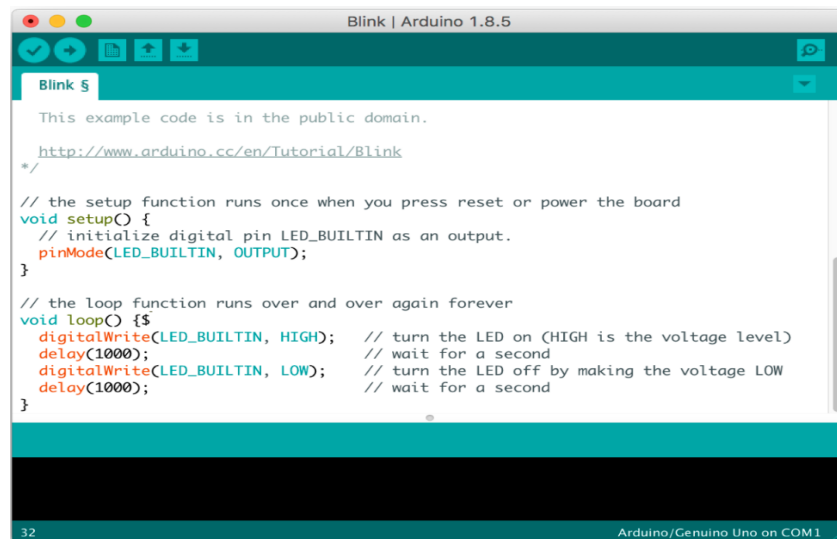 Blink | Arduino 1.8.5
Blink §
This example code is in the public domain.
http://www.arduino.cc/en/Tutorial/Blink
*/
// the setup function runs once when you press reset or power the board
void setup() {
  // initialize digital pin LED_BUILTIN as an output.
  pinMode(LED_BUILTIN, OUTPUT);
}
// the loop function runs over and over again forever
void loop() {$
  digitalWrite(LED_BUILTIN, HIGH);   // turn the LED on (HIGH is the voltage level)
  delay(1000);                       // wait for a second
  digitalWrite(LED_BUILTIN, LOW);    // turn the LED off by making the voltage LOW
  delay(1000);                       // wait for a second
}
32 Arduino/Genuino Uno on COM1